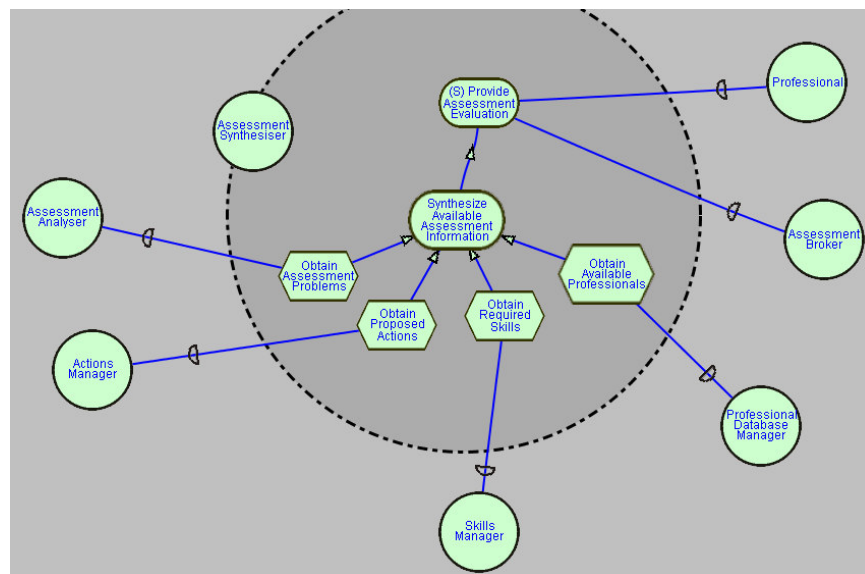 (S) Provide
Assessment
Evaluation
Professional
Assessment
Synthesiser
Assessment
Analyser
Synthesize
Available
Assessment
Information
Assessment
Broker
Obtain
Assessment
Problems
Obtain
Available
Professionals
Obtain
Proposed
Actions
Obtain
Required
Skills
Actions
Manager
Professional
Database
Manager
Skills
Manager